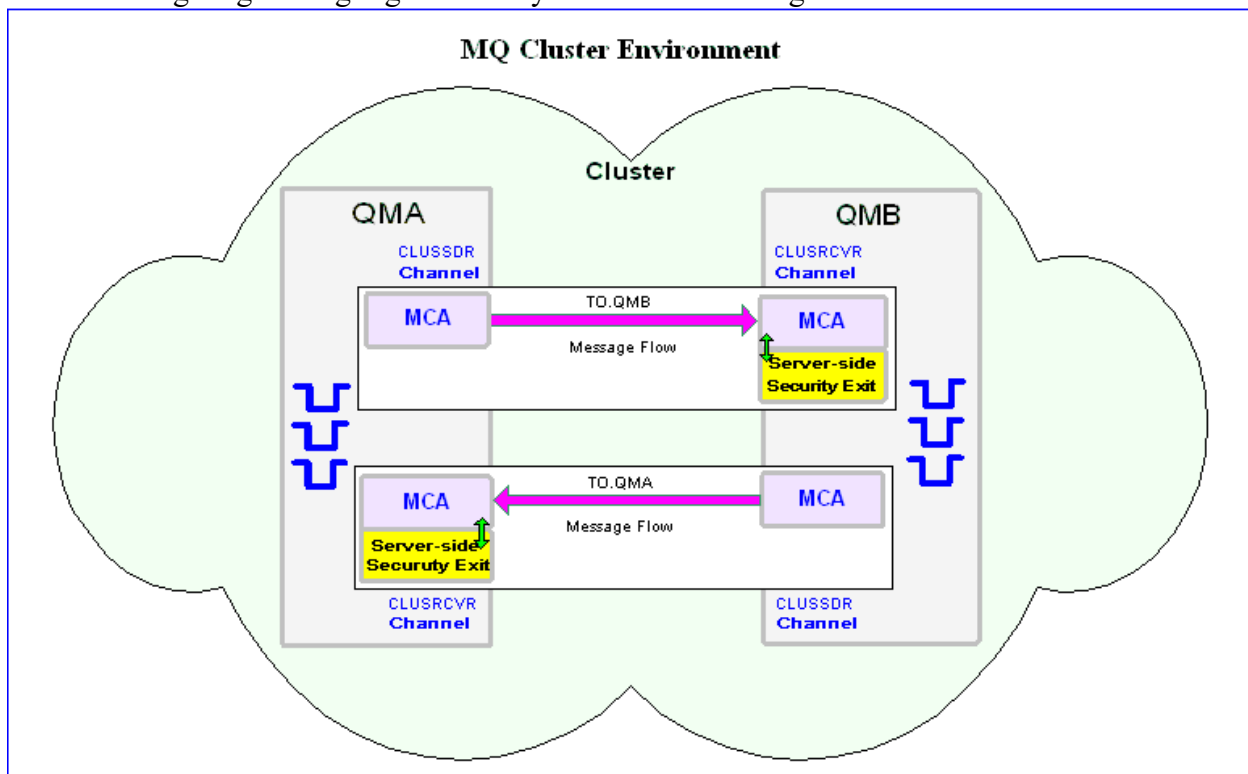 MQ Cluster Environment
Cluster
QMA
QMB
CLUSSDR
Channel
CLUSRCVR
Channel
MCA
TO.QMB
MCA
Message Flow
Server-side
Security Exit
MCA
TO.QMA
MCA
Message Flow
Server-side
Securuty Exit
CLUSRCVR
Channel
CLUSSDR
Channel